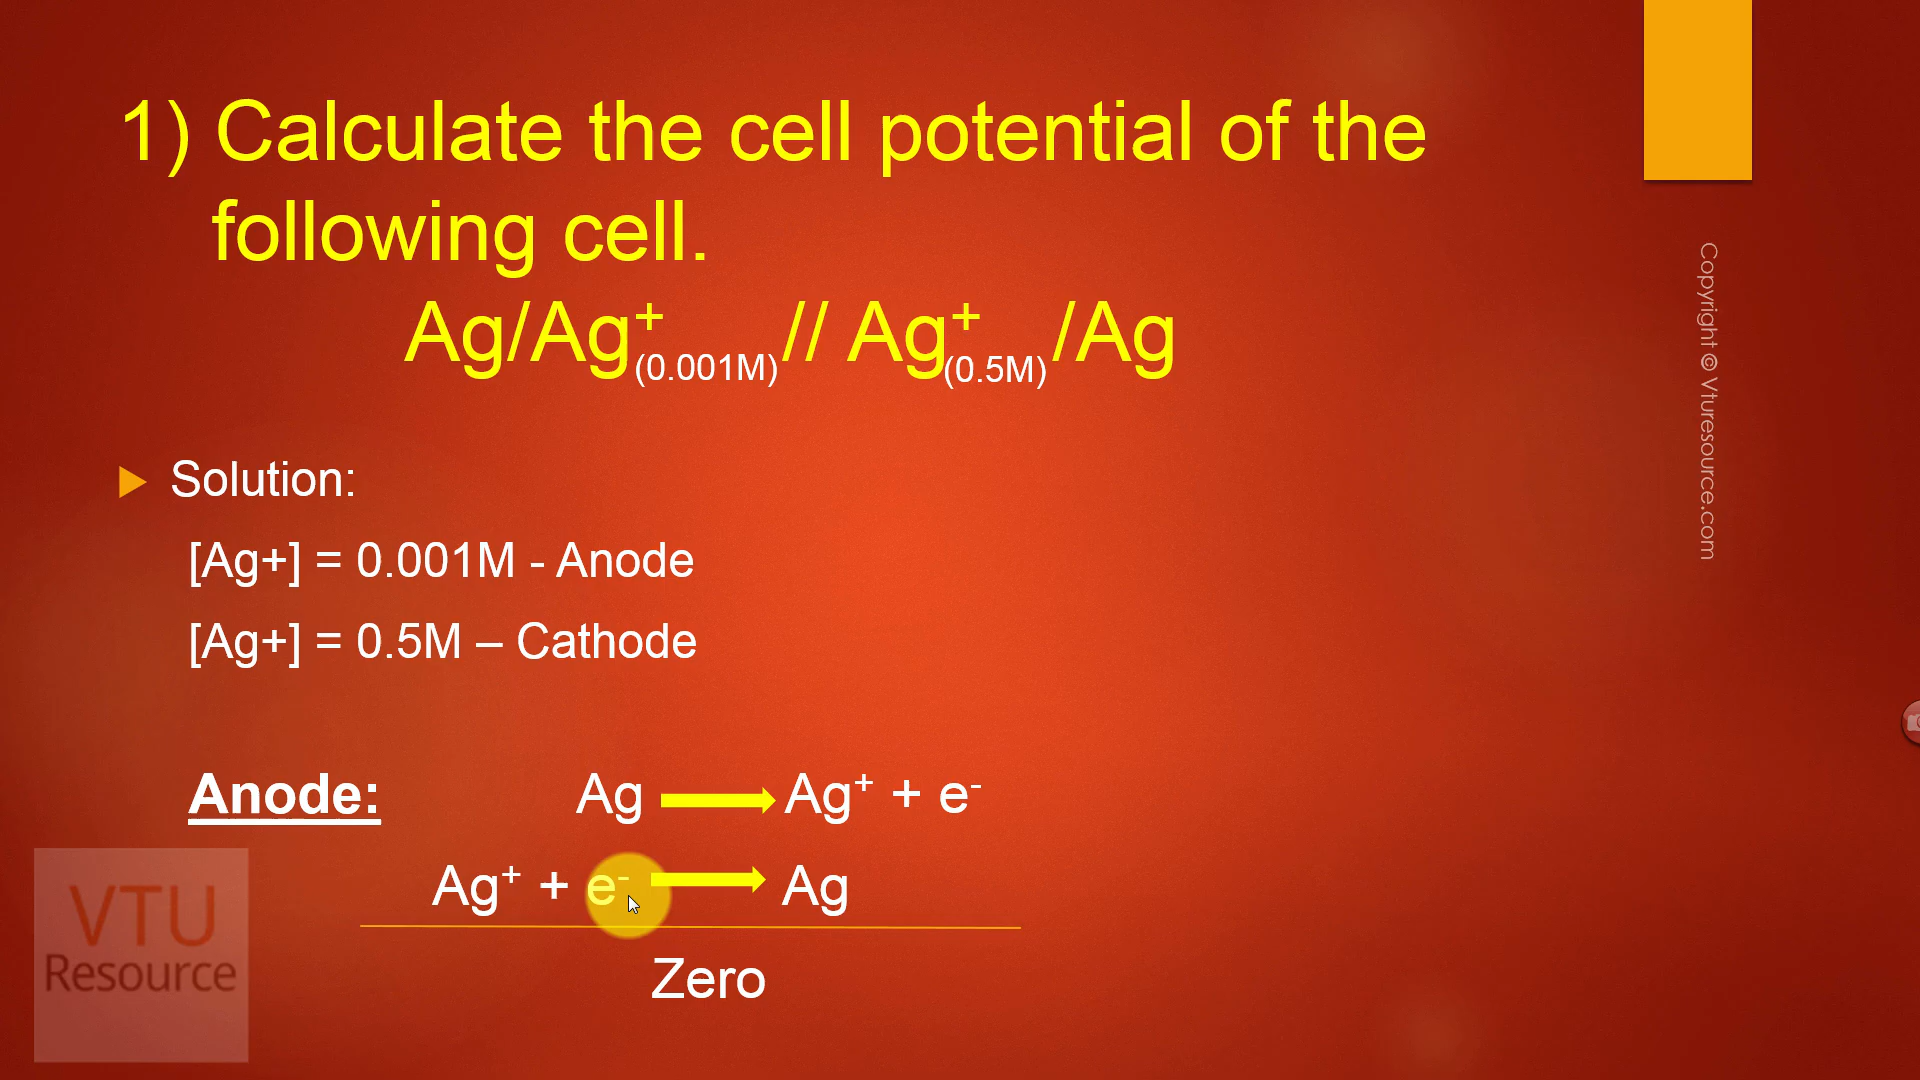 1) Calculate the cell potential of the
following cell.
Ag/Ag⁺(0.001M)// Ag⁺(0.5M)/Ag
Solution:
[Ag+] = 0.001M - Anode
[Ag+] = 0.5M – Cathode
Anode: Ag → Ag⁺ + e⁻
Ag⁺ + e⁻ → Ag
Zero
VTU
Resource
Copyright © Vturesource.com